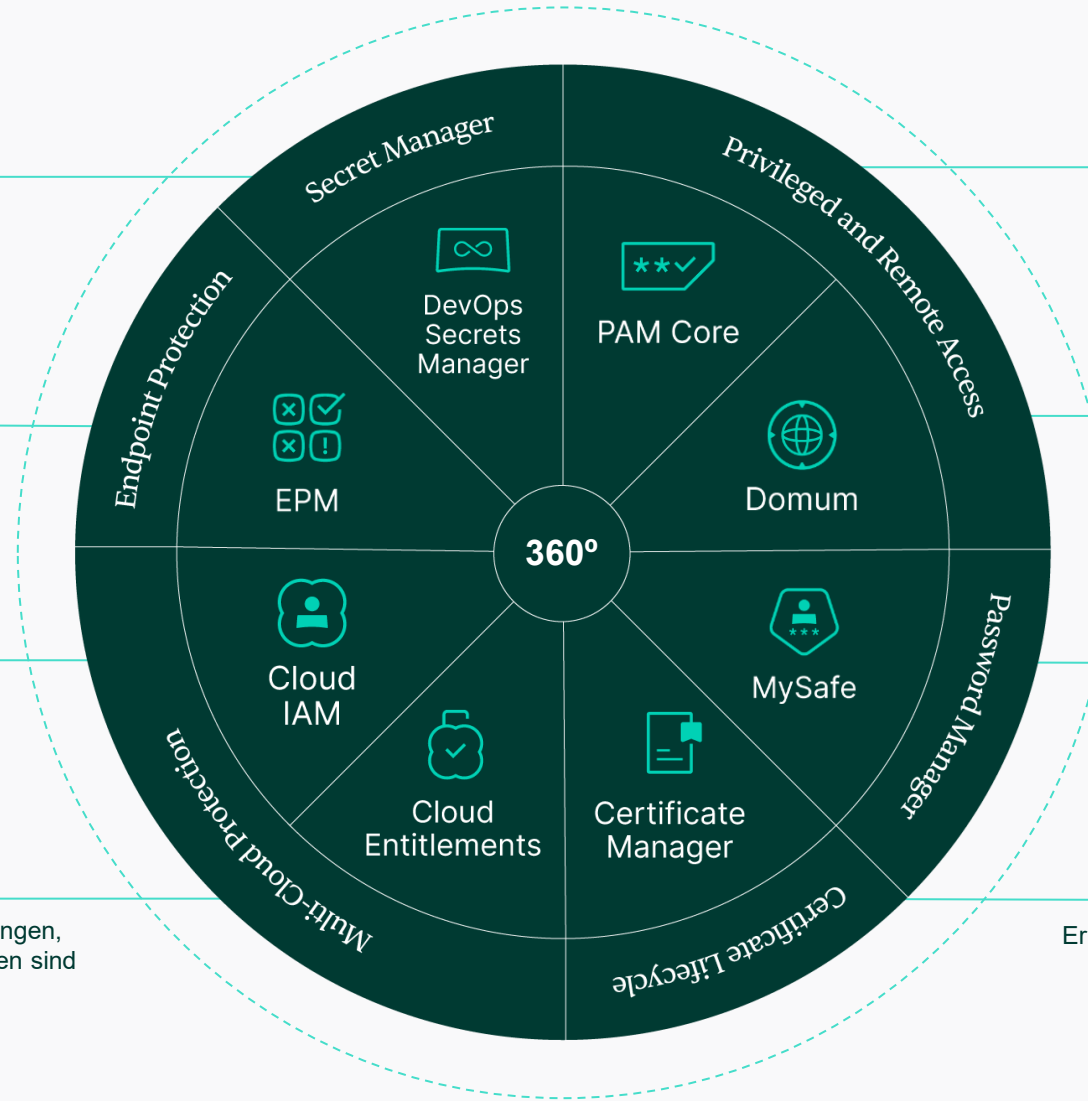 Secret Manager
Privileged and Remote Access
DevOps
Secrets
Manager
PAM Core
Endpoint Protection
EPM
Domum
360º
Cloud
IAM
MySafe
Password Manager
Multi-Cloud Protection
Cloud
Entitlements
Certificate
Manager
Certificate Lifecycle
ngen,
en sind
Er